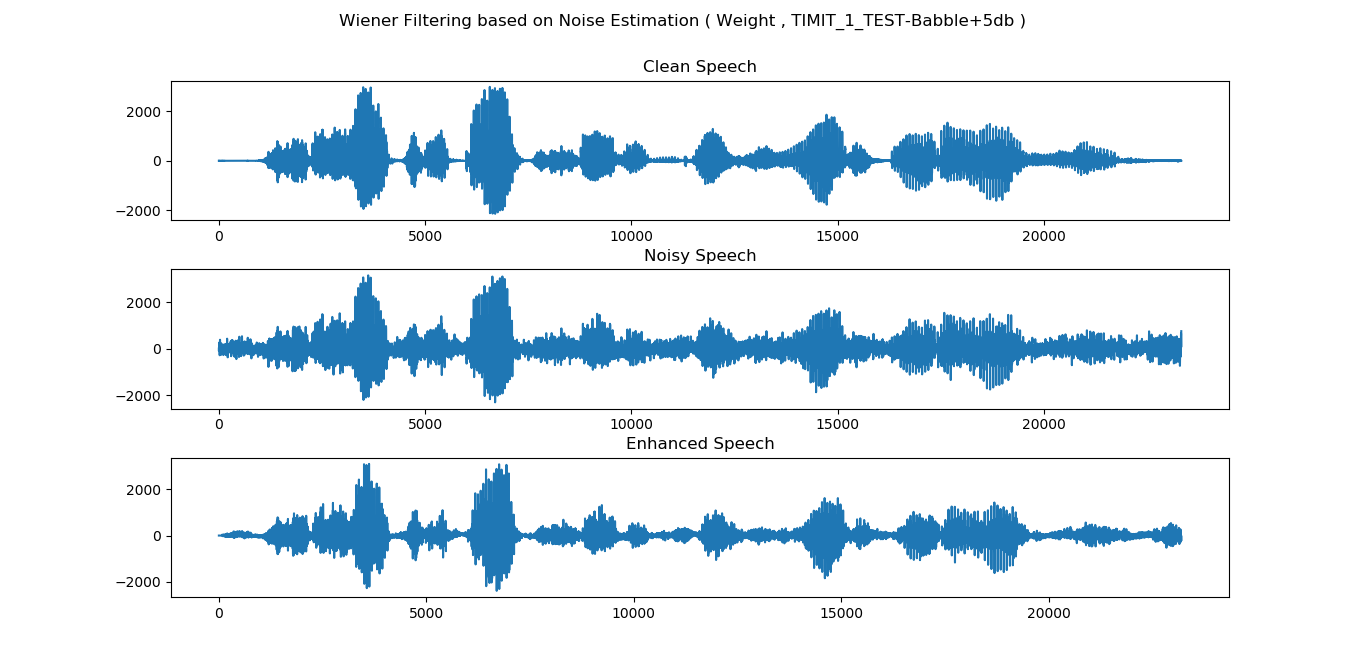 Wiener Filtering based on Noise Estimation ( Weight , TIMIT_1_TEST-Babble+5db )
Clean Speech
2000
0
−2000
0 5000 10000 15000 20000
Noisy Speech
2000
0
−2000
0 5000 10000 15000 20000
Enhanced Speech
2000
0
−2000
0 5000 10000 15000 20000